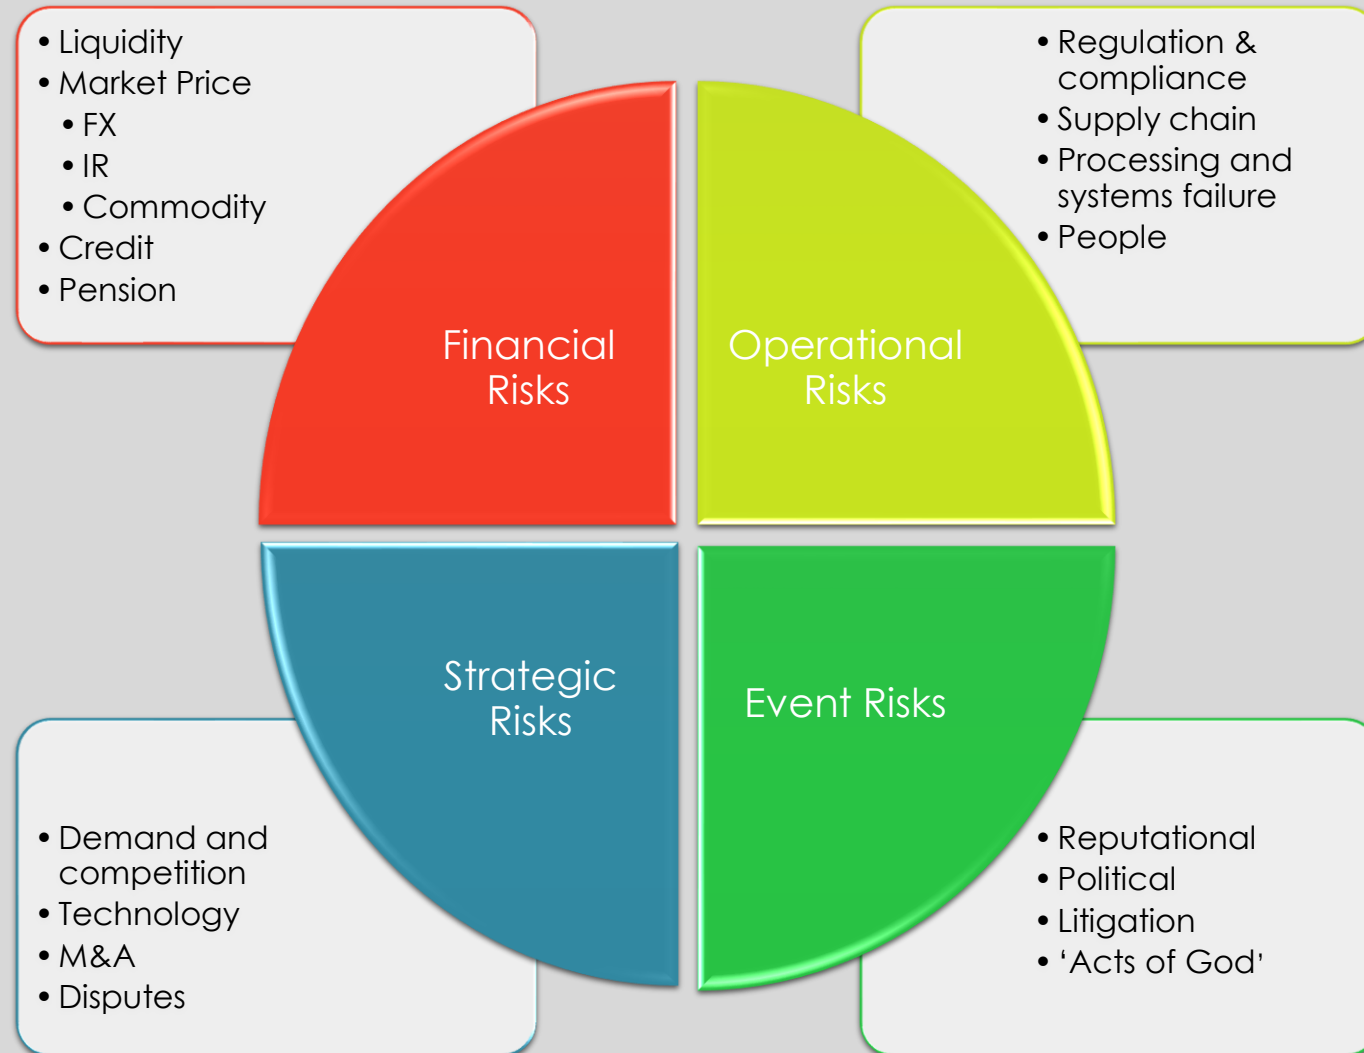 • Liquidity
• Market Price
• FX
• IR
• Commodity
• Credit
• Pension
• Regulation &
compliance
• Supply chain
• Processing and
systems failure
• People
Financial
Risks
Operational
Risks
Strategic
Risks
Event Risks
• Demand and
competition
• Technology
• M&A
• Disputes
• Reputational
• Political
• Litigation
• ‘Acts of God’